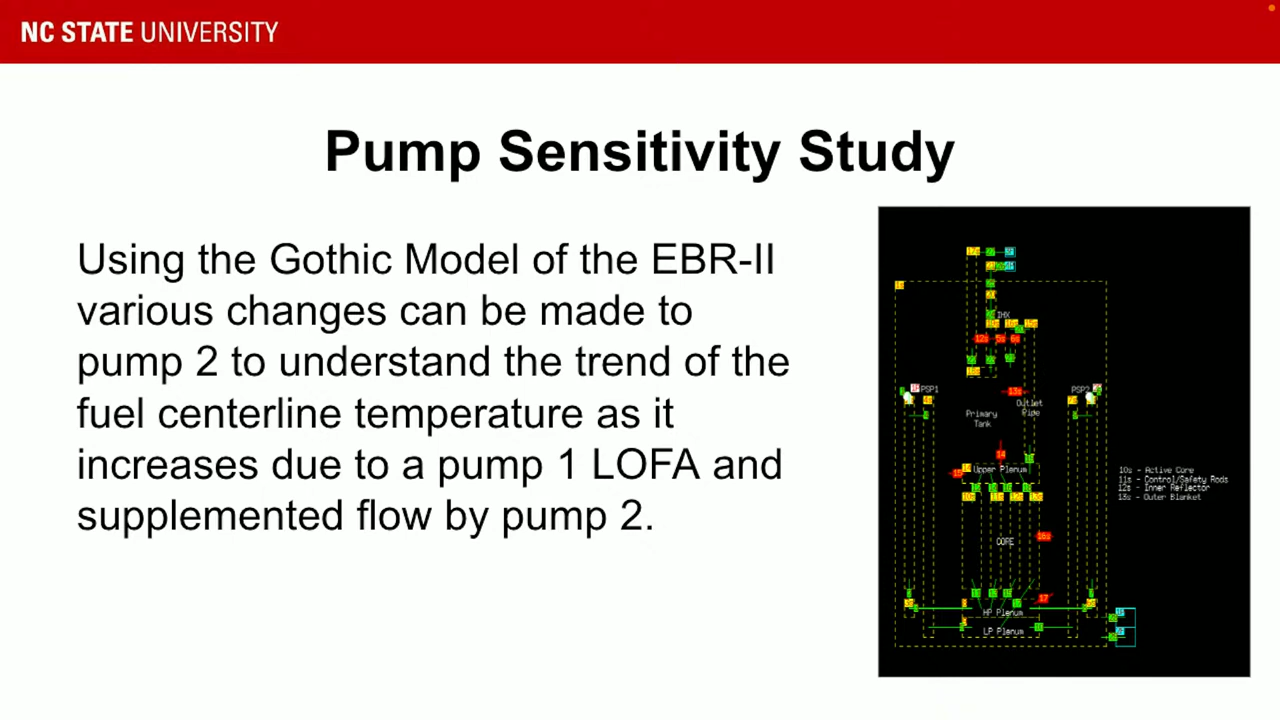 NC STATE UNIVERSITY
Pump Sensitivity Study
Using the Gothic Model of the EBR-II
various changes can be made to
pump 2 to understand the trend of the
fuel centerline temperature as it
increases due to a pump 1 LOFA and
supplemented flow by pump 2.
IHX
PSP1
PSP2
Outlet
Pipe
Primary
Tank
Upper Plenum
10s - Active Core
11s - Control/Safety Rods
12s - Inner Reflector
13s - Outer Blanket
CORE
HP Plenum
LP Plenum